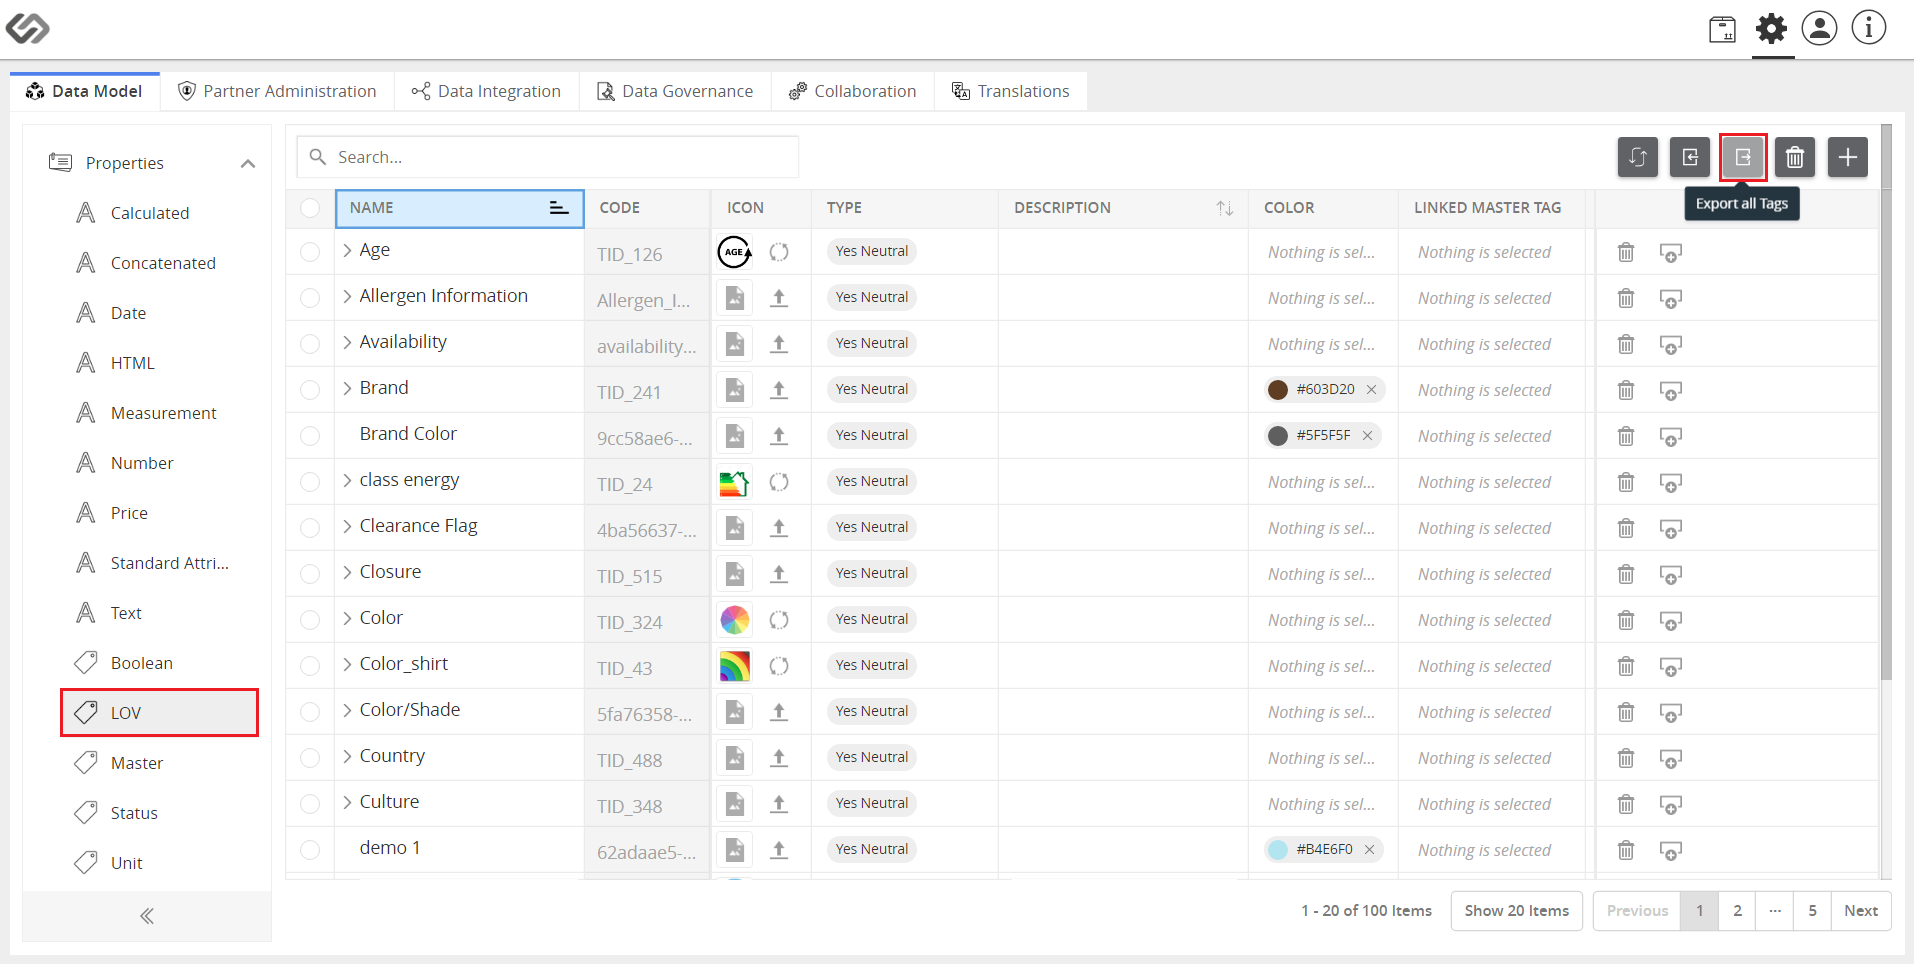 Data Model Partner Administration Data Integration Data Governance Collaboration Translations
Properties
Calculated
Concatenated
Date
HTML
Measurement
Number
Price
Standard Attri...
Text
Boolean
LOV
Master
Status
Unit
Search...
Export all Tags
NAME CODE ICON TYPE DESCRIPTION COLOR LINKED MASTER TAG
Age TID_126 AGE Yes Neutral Nothing is sel... Nothing is selected
Allergen Information Allergen_I... Yes Neutral Nothing is sel... Nothing is selected
Availability availability... Yes Neutral Nothing is sel... Nothing is selected
Brand TID_241 Yes Neutral #603D20 Nothing is selected
Brand Color 9cc58ae6-... Yes Neutral #5F5F5F Nothing is selected
class energy TID_24 Yes Neutral Nothing is sel... Nothing is selected
Clearance Flag 4ba56637-... Yes Neutral Nothing is sel... Nothing is selected
Closure TID_515 Yes Neutral Nothing is sel... Nothing is selected
Color TID_324 Yes Neutral Nothing is sel... Nothing is selected
Color_shirt TID_43 Yes Neutral Nothing is sel... Nothing is selected
Color/Shade 5fa76358-... Yes Neutral Nothing is sel... Nothing is selected
Country TID_488 Yes Neutral Nothing is sel... Nothing is selected
Culture TID_348 Yes Neutral Nothing is sel... Nothing is selected
demo 1 62adaae5-... Yes Neutral #B4E6F0 Nothing is selected
1 - 20 of 100 Items Show 20 Items Previous 1 2 ... 5 Next